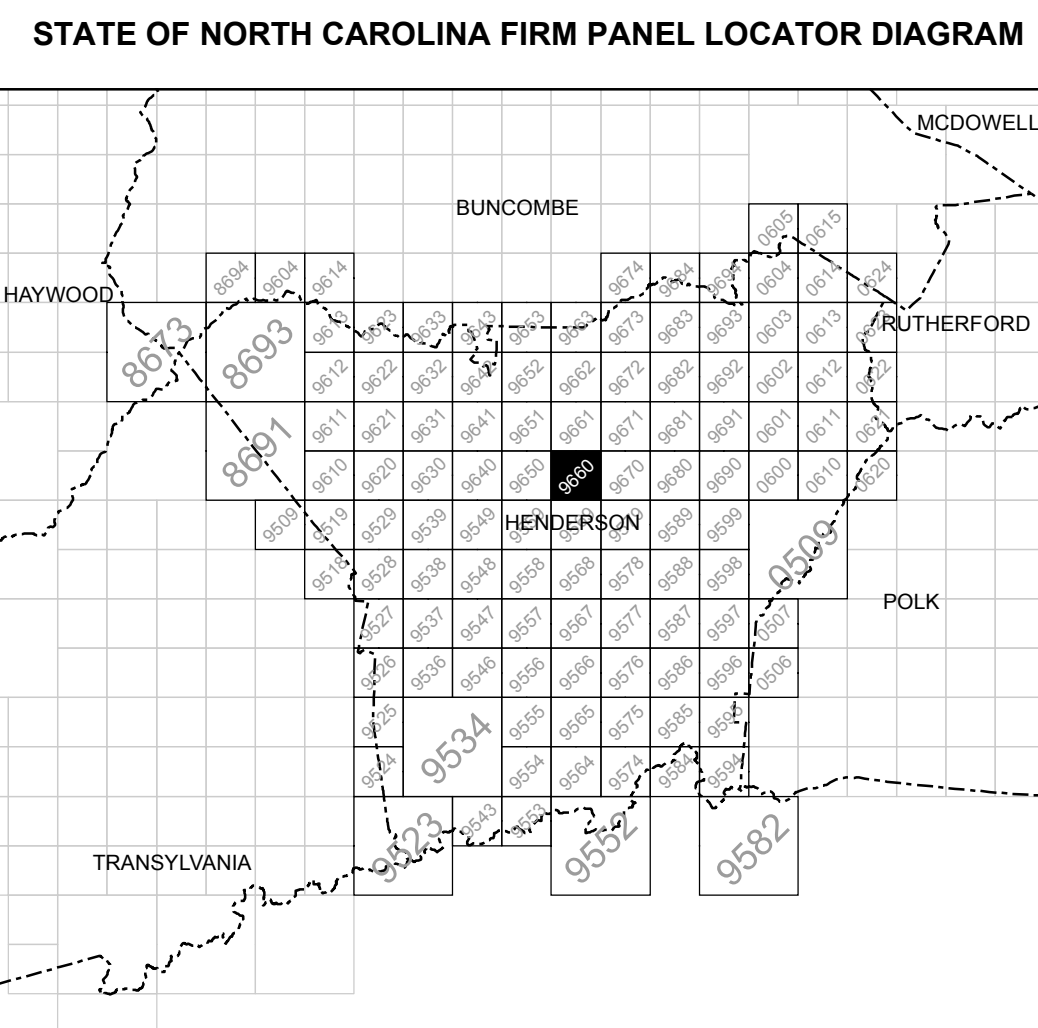 STATE OF NORTH CAROLINA FIRM PANEL LOCATOR DIAGRAM
MCDOWELL
BUNCOMBE
0605 0615
8694 9604 9614 9674 9684 9694 0604 0614 0624
HAYWOOD
8673 8693 9613 9623 9633 9643 9653 9663 9673 9683 9693 0603 0613
RUTHERFORD
9612 9622 9632 9642 9652 9662 9672 9682 9692 0602 0612 0622
8691 9611 9621 9631 9641 9651 9661 9671 9681 9691 0601 0611 0621
9610 9620 9630 9640 9650 9660 9670 9680 9690 0600 0610 0620
9509 9519 9529 9539 9549 9589 9599 0509
HENDERSON
9518 9528 9538 9548 9558 9568 9578 9588 9598
POLK
9527 9537 9547 9557 9567 9577 9587 9597 0507
9526 9536 9546 9556 9566 9576 9586 9596 0506
9525 9534 9555 9565 9575 9585 9595
9524 9554 9564 9574 9584 9594
9523 9543 9553 9552 9582
TRANSYLVANIA